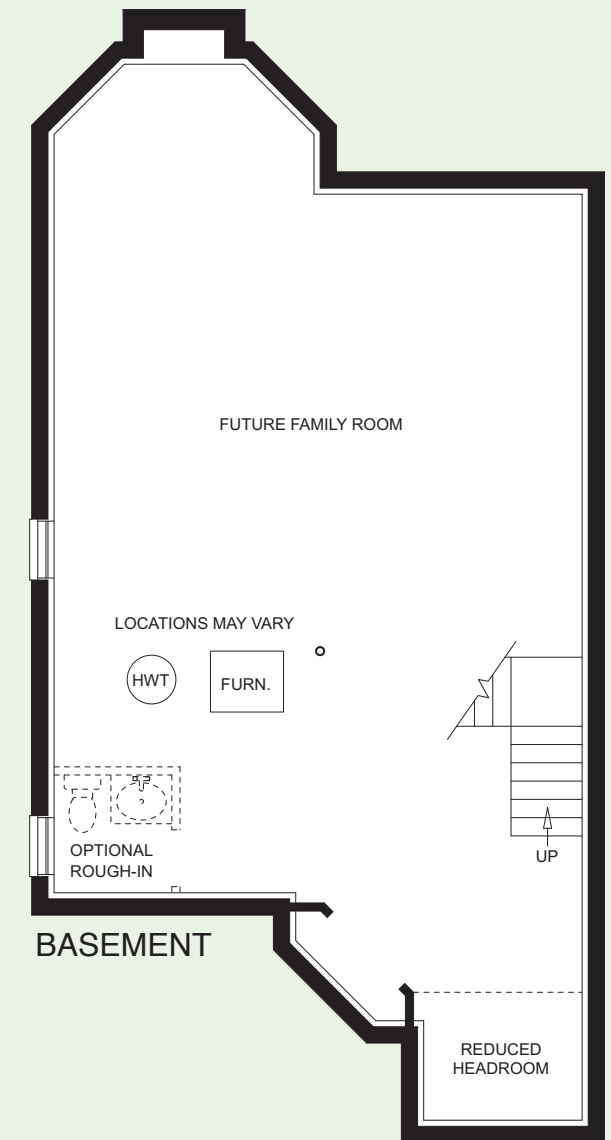 FUTURE FAMILY ROOM
LOCATIONS MAY VARY
HWT
FURN.
OPTIONAL
ROUGH-IN
UP
BASEMENT
REDUCED
HEADROOM